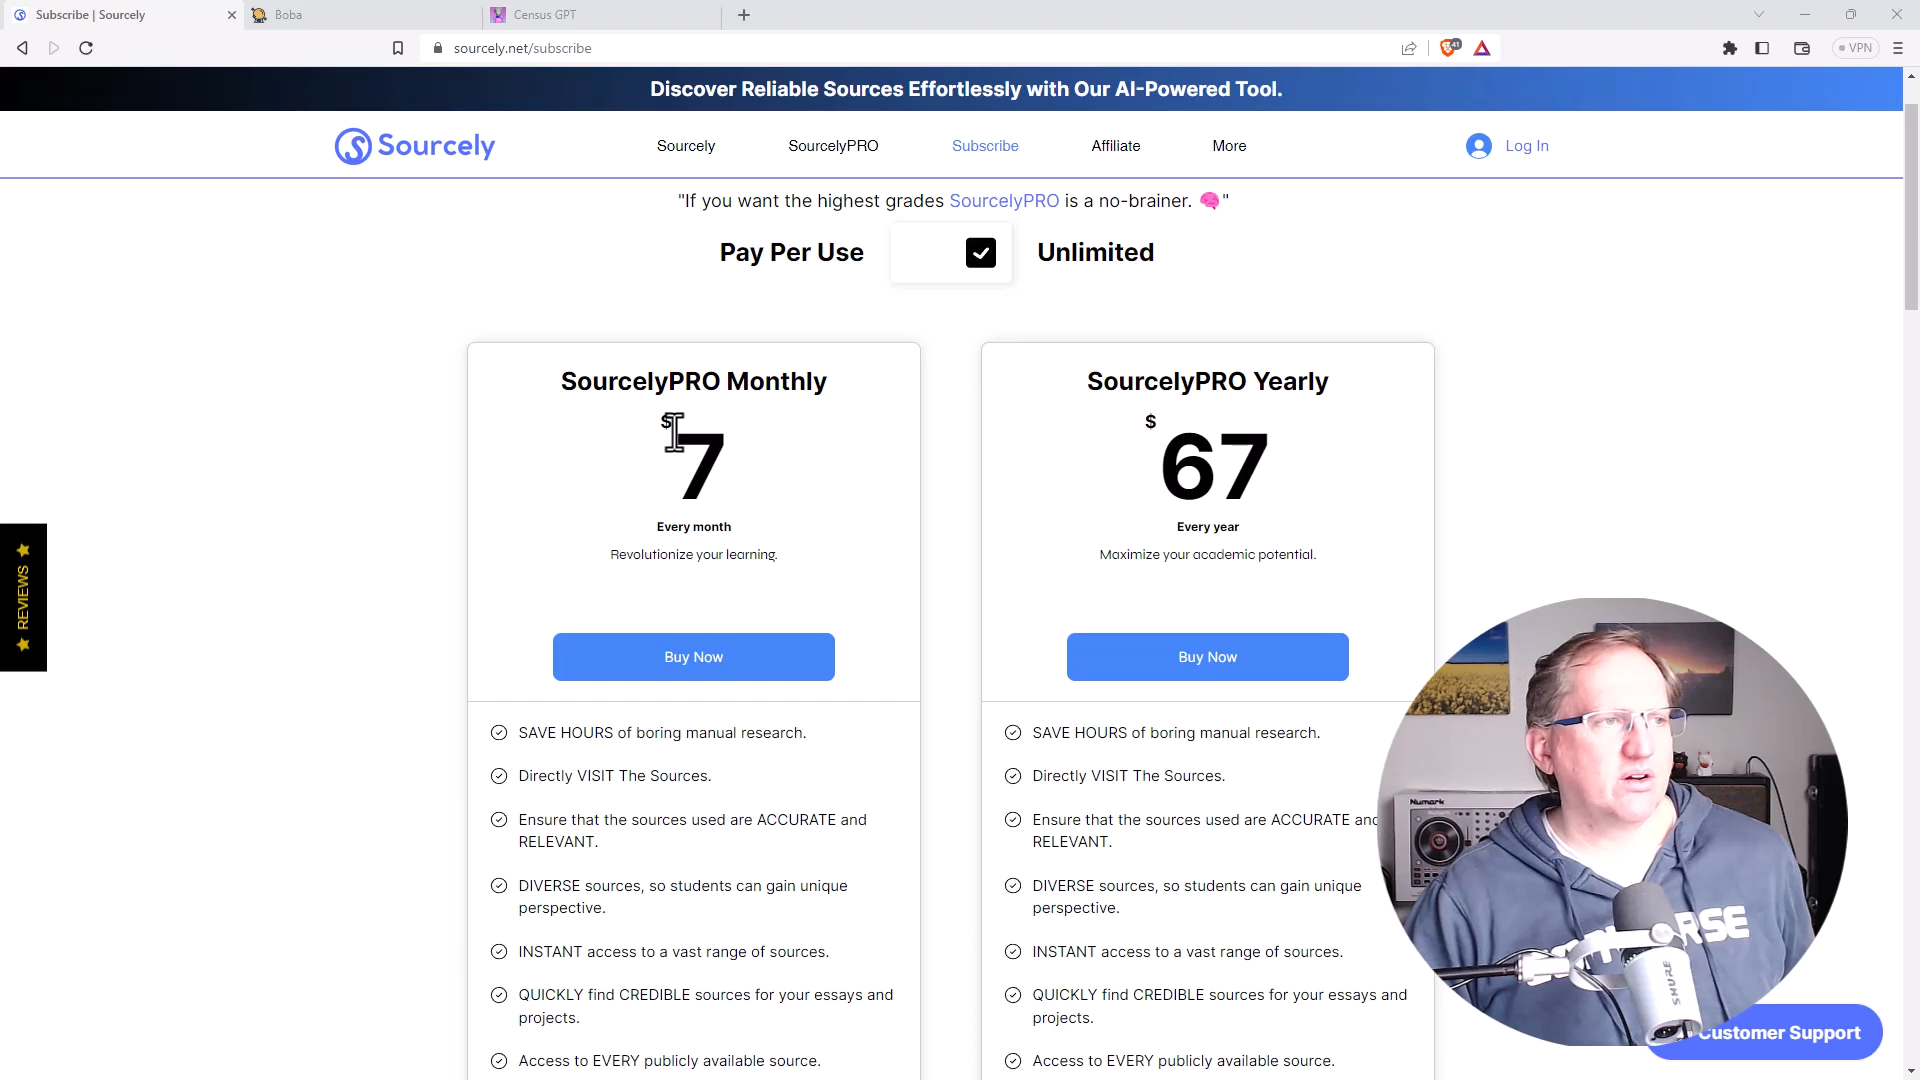 Subscribe | Sourcely
Boba
Census GPT
sourcely.net/subscribe
41
VPN
Discover Reliable Sources Effortlessly with Our AI-Powered Tool.
Sourcely
Sourcely
SourcelyPRO
Subscribe
Affiliate
More
Log In
"If you want the highest grades SourcelyPRO is a no-brainer. 🧠"
Pay Per Use
Unlimited
SourcelyPRO Monthly
$
7
Every month
Revolutionize your learning.
Buy Now
SAVE HOURS of boring manual research.
Directly VISIT The Sources.
Ensure that the sources used are ACCURATE and
RELEVANT.
DIVERSE sources, so students can gain unique
perspective.
INSTANT access to a vast range of sources.
QUICKLY find CREDIBLE sources for your essays and
projects.
Access to EVERY publicly available source.
SourcelyPRO Yearly
$
67
Every year
Maximize your academic potential.
Buy Now
SAVE HOURS of boring manual research.
Directly VISIT The Sources.
Ensure that the sources used are ACCURATE and
RELEVANT.
DIVERSE sources, so students can gain unique
perspective.
INSTANT access to a vast range of sources.
QUICKLY find CREDIBLE sources for your essays and
projects.
Access to EVERY publicly available source.
REVIEWS
Numark
SHURE
Customer Support